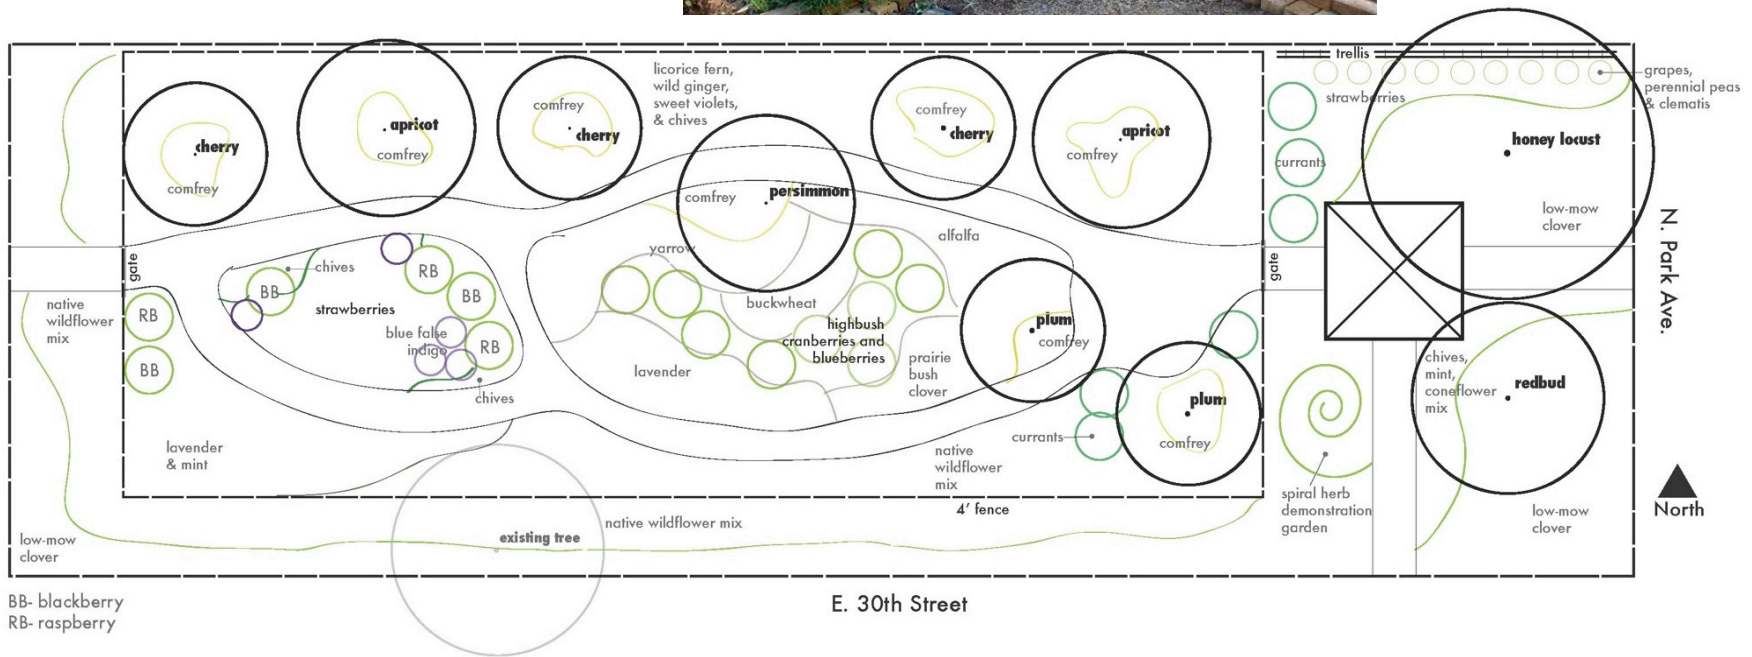 trellis
grapes,
perennial peas
& clematis
strawberries
licorice fern,
wild ginger,
sweet violets,
& chives
cherry
comfrey
apricot
comfrey
comfrey
cherry
comfrey
persimmon
comfrey
cherry
apricot
comfrey
currants
honey locust
low-mow
clover
N. Park Ave.
gate
native
wildflower
mix
RB
BB
chives
BB
RB
BB
RB
strawberries
blue false
indigo
chives
yarrow
alfalfa
buckwheat
highbush
cranberries and
blueberries
lavender
prairie
bush
clover
plum
comfrey
gate
plum
comfrey
currants
chives,
mint,
coneflower
mix
redbud
lavender
& mint
native
wildflower
mix
4' fence
spiral herb
demonstration
garden
low-mow
clover
North
low-mow
clover
existing tree
native wildflower mix
BB- blackberry
RB- raspberry
E. 30th Street